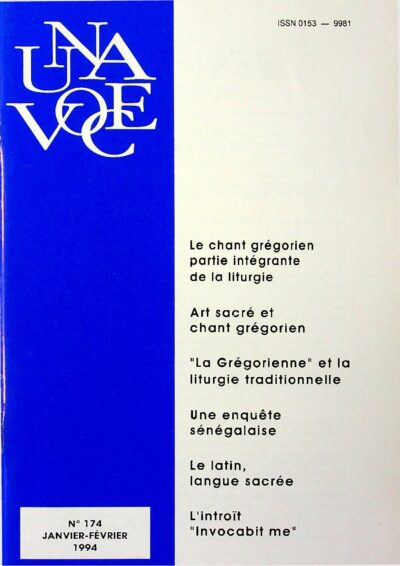 ISSN 0153 — 9981
UNA
VOCE
Le chant grégorien
partie intégrante
de la liturgie
Art sacré et
chant grégorien
"La Grégorienne" et la
liturgie traditionnelle
Une enquête
sénégalaise
Le latin,
langue sacrée
L'introït
"Invocabit me"
N° 174
JANVIER-FÉVRIER
1994